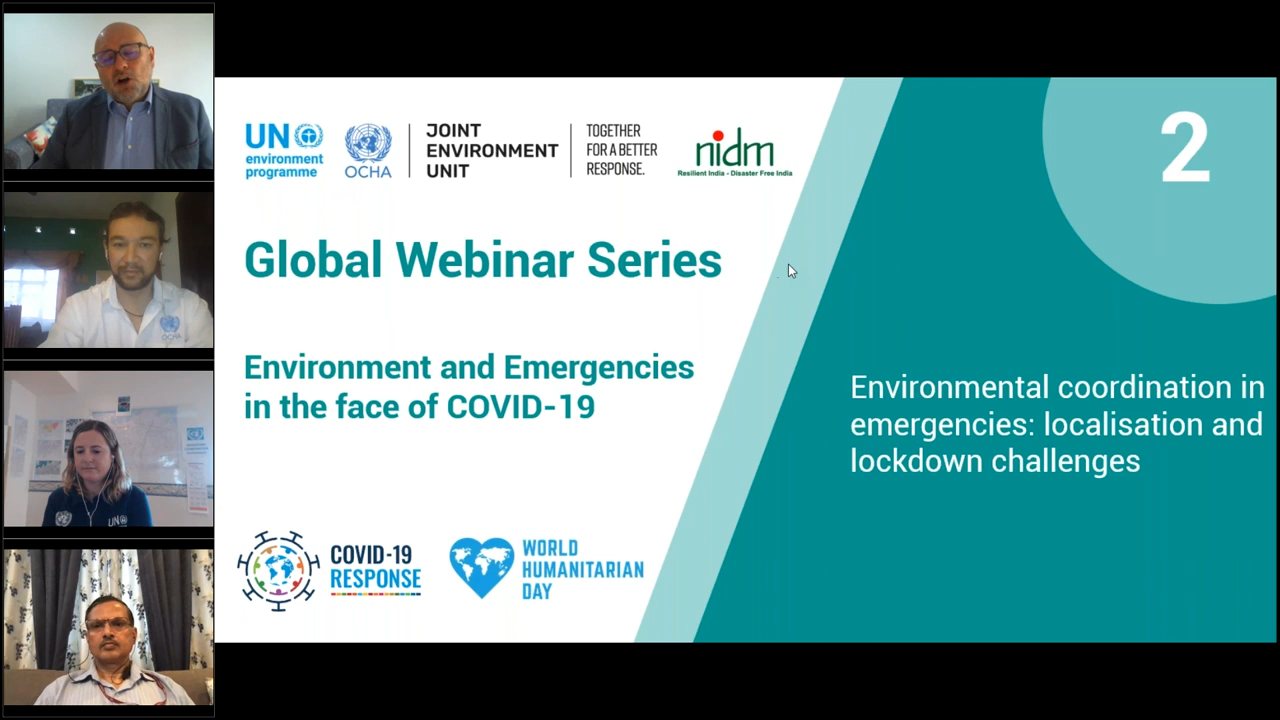 UN
environment
programme
OCHA
JOINT
ENVIRONMENT
UNIT
TOGETHER
FOR A BETTER
RESPONSE.
nidm
Resilient India - Disaster Free India
2
Global Webinar Series
Environment and Emergencies
in the face of COVID-19
Environmental coordination in
emergencies: localisation and
lockdown challenges
COVID-19
RESPONSE
WORLD
HUMANITARIAN
DAY
OCHA
UN